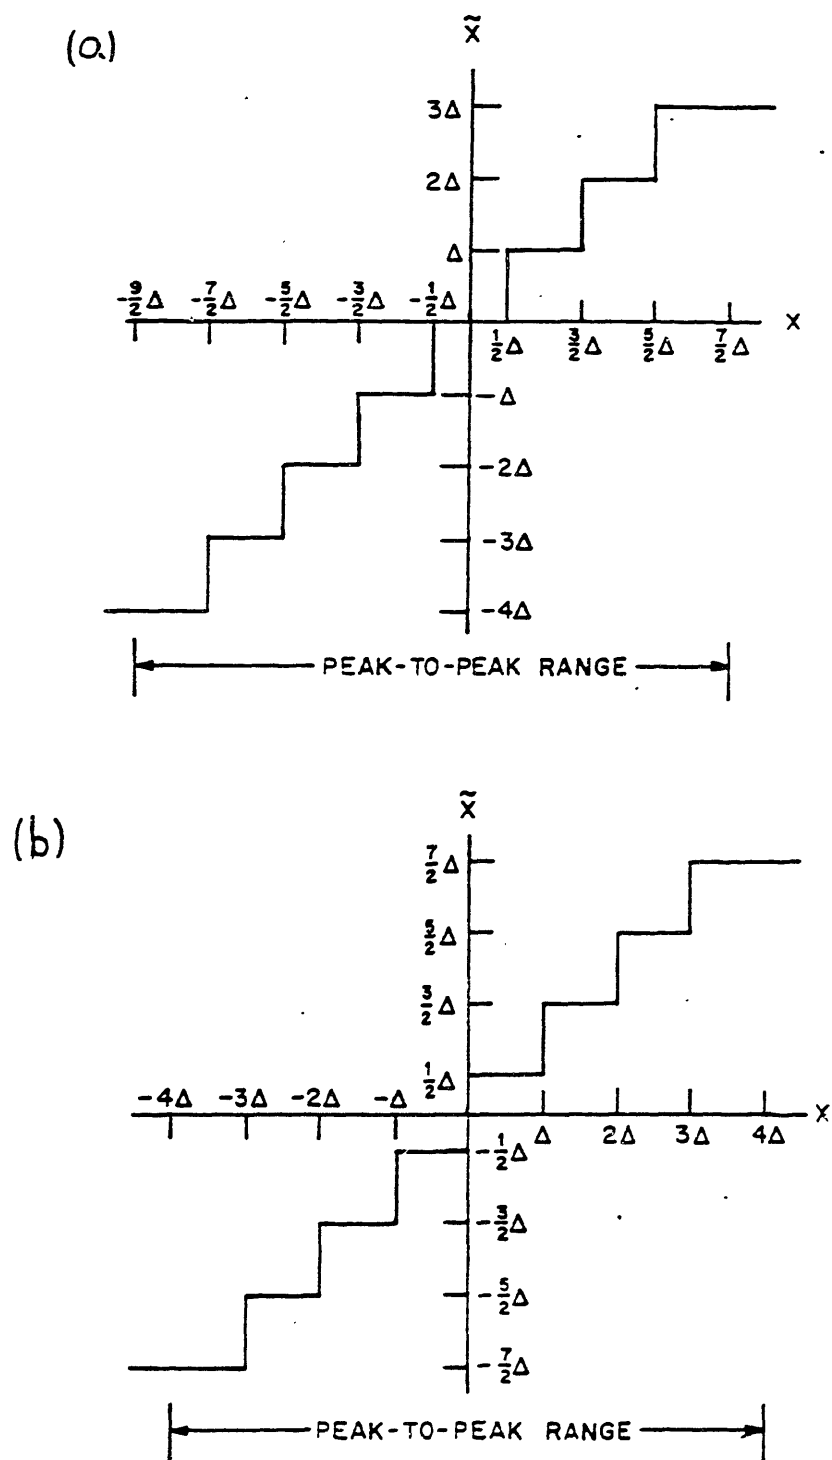 (a)
x̃
3Δ
2Δ
Δ
-9/2Δ -7/2Δ -5/2Δ -3/2Δ -1/2Δ
x
1/2Δ 3/2Δ 5/2Δ 7/2Δ
-Δ
-2Δ
-3Δ
-4Δ
PEAK-TO-PEAK RANGE
(b)
x̃
7/2Δ
5/2Δ
3/2Δ
1/2Δ
-4Δ -3Δ -2Δ -Δ
x
Δ 2Δ 3Δ 4Δ
-1/2Δ
-3/2Δ
-5/2Δ
-7/2Δ
PEAK-TO-PEAK RANGE